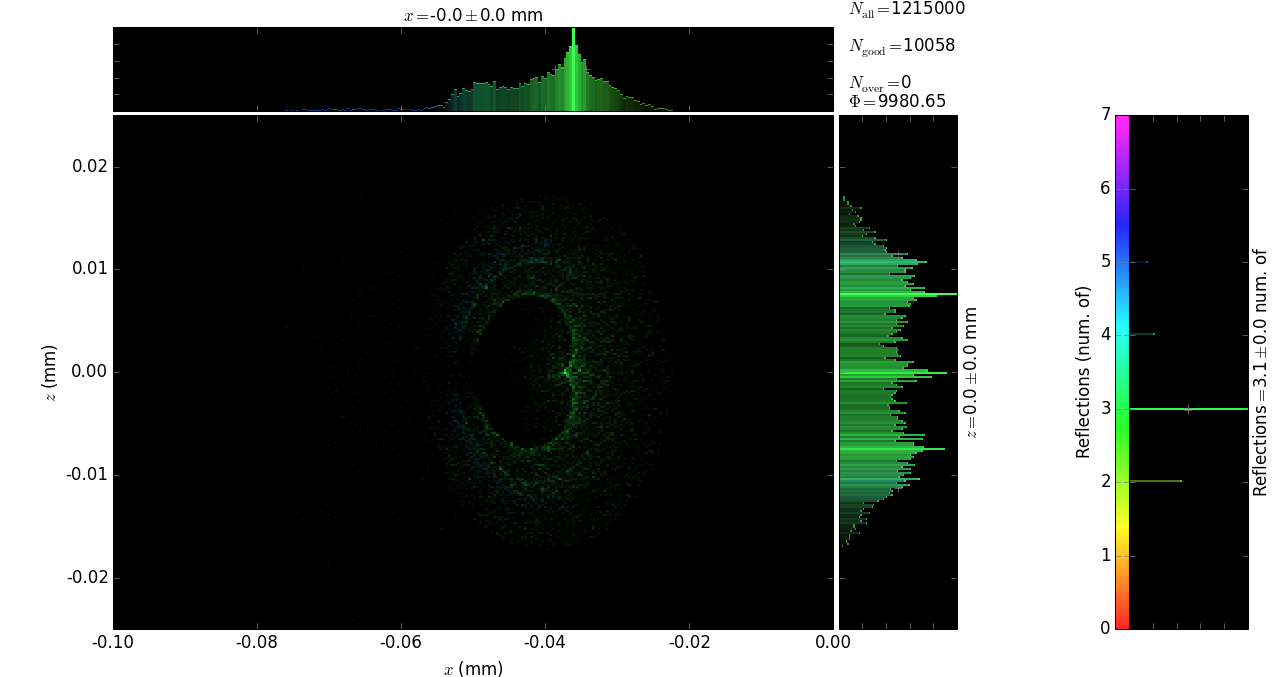 x = -0.0 ± 0.0 mm
N_all = 1215000
N_good = 10058
N_over = 0
Φ = 9980.65
0.02
0.01
0.00
-0.01
-0.02
z (mm)
-0.10
-0.08
-0.06
-0.04
-0.02
0.00
x (mm)
z = 0.0 ± 0.0 mm
7
6
5
4
3
2
1
0
Reflections (num. of)
Reflections = 3.1 ± 0.0 num. of